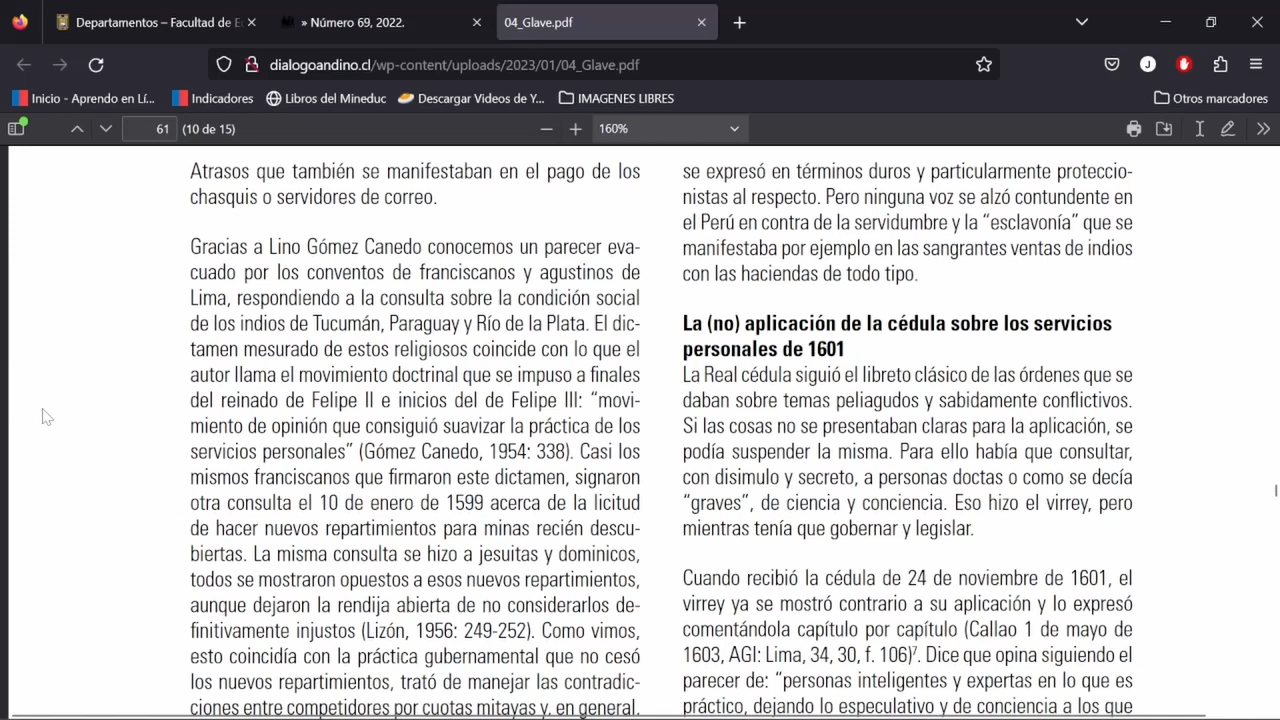 Departamentos – Facultad de E
» Número 69, 2022.
04_Glave.pdf
dialogoandino.cl/wp-content/uploads/2023/01/04_Glave.pdf
Inicio - Aprendo en Lí...
Indicadores
Libros del Mineduc
Descargar Videos de Y...
IMAGENES LIBRES
Otros marcadores
61 (10 de 15)
160%
Atrasos que también se manifestaban en el pago de los
chasquis o servidores de correo.
Gracias a Lino Gómez Canedo conocemos un parecer eva-
cuado por los conventos de franciscanos y agustinos de
Lima, respondiendo a la consulta sobre la condición social
de los indios de Tucumán, Paraguay y Río de la Plata. El dic-
tamen mesurado de estos religiosos coincide con lo que el
autor llama el movimiento doctrinal que se impuso a finales
del reinado de Felipe II e inicios del de Felipe III: “movi-
miento de opinión que consiguió suavizar la práctica de los
servicios personales” (Gómez Canedo, 1954: 338). Casi los
mismos franciscanos que firmaron este dictamen, signaron
otra consulta el 10 de enero de 1599 acerca de la licitud
de hacer nuevos repartimientos para minas recién descu-
biertas. La misma consulta se hizo a jesuitas y dominicos,
todos se mostraron opuestos a esos nuevos repartimientos,
aunque dejaron la rendija abierta de no considerarlos de-
finitivamente injustos (Lizón, 1956: 249-252). Como vimos,
esto coincidía con la práctica gubernamental que no cesó
los nuevos repartimientos, trató de manejar las contradic-
ciones entre competidores por cuotas mitayas y, en general,
se expresó en términos duros y particularmente proteccio-
nistas al respecto. Pero ninguna voz se alzó contundente en
el Perú en contra de la servidumbre y la “esclavonía” que se
manifestaba por ejemplo en las sangrantes ventas de indios
con las haciendas de todo tipo.
La (no) aplicación de la cédula sobre los servicios
personales de 1601
La Real cédula siguió el libreto clásico de las órdenes que se
daban sobre temas peliagudos y sabidamente conflictivos.
Si las cosas no se presentaban claras para la aplicación, se
podía suspender la misma. Para ello había que consultar,
con disimulo y secreto, a personas doctas o como se decía
“graves”, de ciencia y conciencia. Eso hizo el virrey, pero
mientras tenía que gobernar y legislar.
Cuando recibió la cédula de 24 de noviembre de 1601, el
virrey ya se mostró contrario a su aplicación y lo expresó
comentándola capítulo por capítulo (Callao 1 de mayo de
1603, AGI: Lima, 34, 30, f. 106)⁷. Dice que opina siguiendo el
parecer de: “personas inteligentes y expertas en lo que es
práctico, dejando lo especulativo y de conciencia a los que